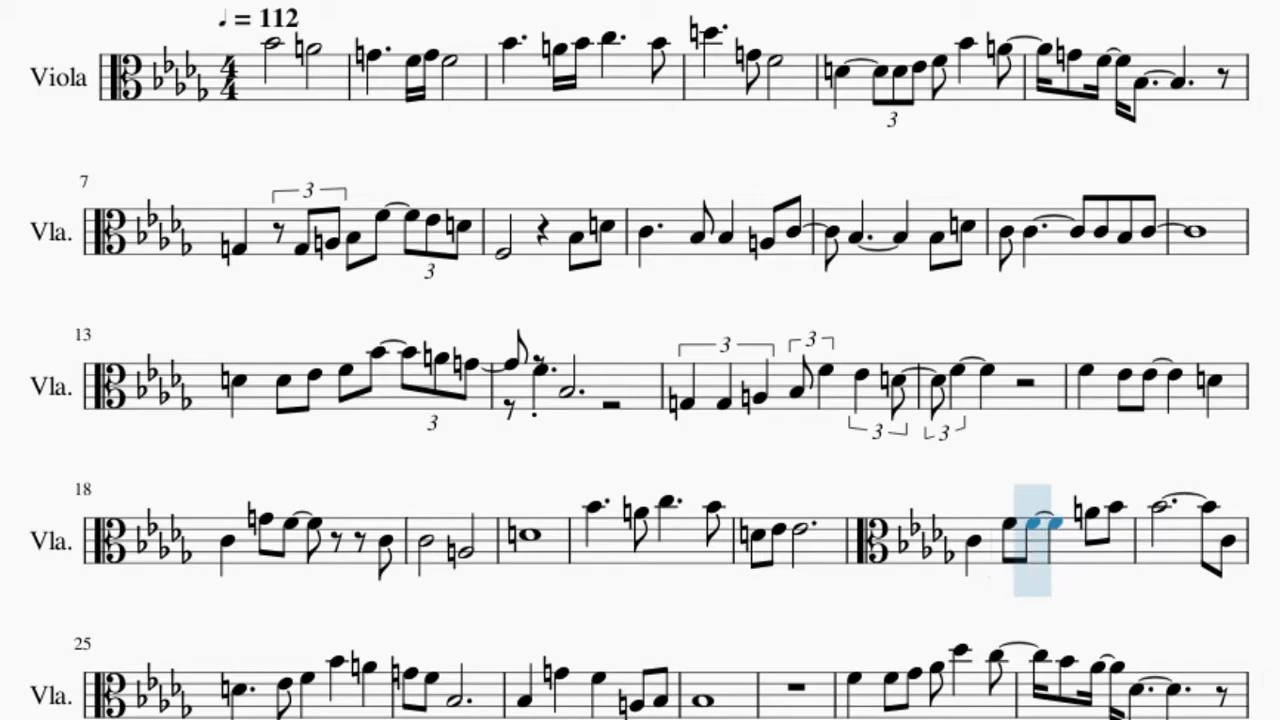 ♩ = 112
Viola 4/4
3
7
3
Vla.
3
13
3 3
Vla.
3 3 3
18
Vla.
25
Vla.